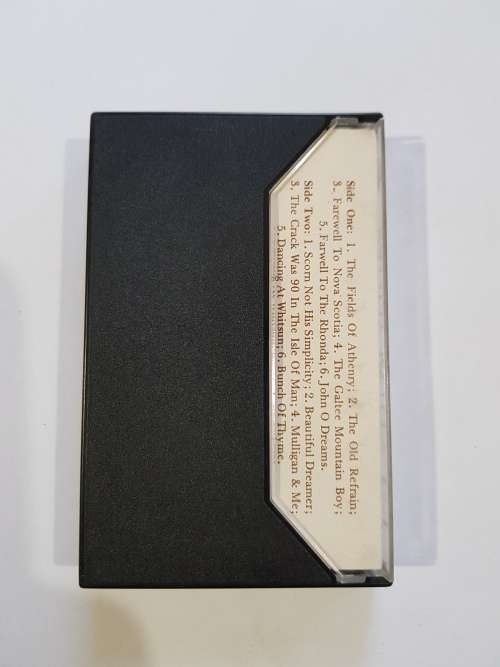 Side One: 1. The Fields Of Athenry; 2. The Old Refrain;
3. Farewell To Nova Scotia; 4. The Galtee Mountain Boy;
5. Farwell To The Rhonda; 6. John O Dreams.
Side Two: 1. Scorn Not His Simplicity; 2. Beautiful Dreamer;
3. The Crack Was 90 In The Isle Of Man; 4. Mulligan & Me;
5. Dancing At Whitsun; 6. Bunch Of Thyme.